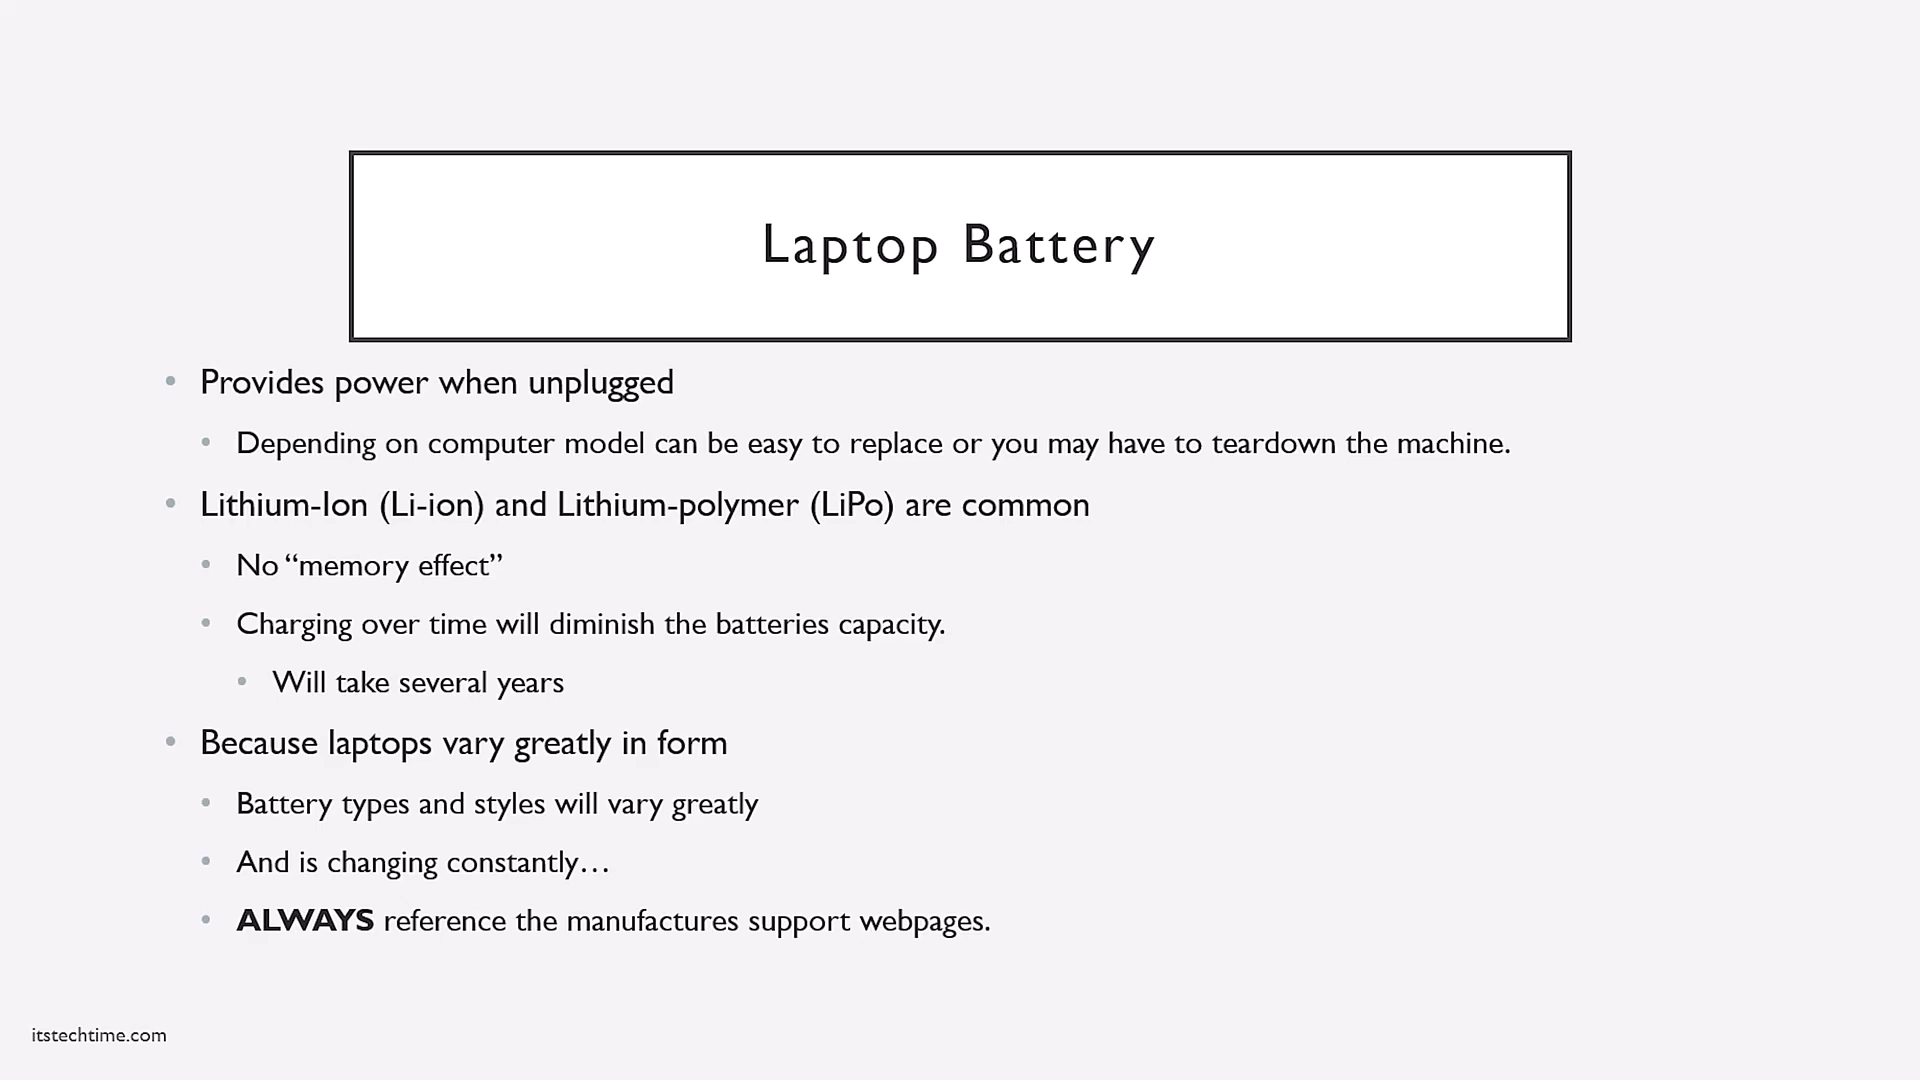 Laptop Battery
• Provides power when unplugged
• Depending on computer model can be easy to replace or you may have to teardown the machine.
• Lithium-Ion (Li-ion) and Lithium-polymer (LiPo) are common
• No “memory effect”
• Charging over time will diminish the batteries capacity.
• Will take several years
• Because laptops vary greatly in form
• Battery types and styles will vary greatly
• And is changing constantly…
• ALWAYS reference the manufactures support webpages.
itstechtime.com